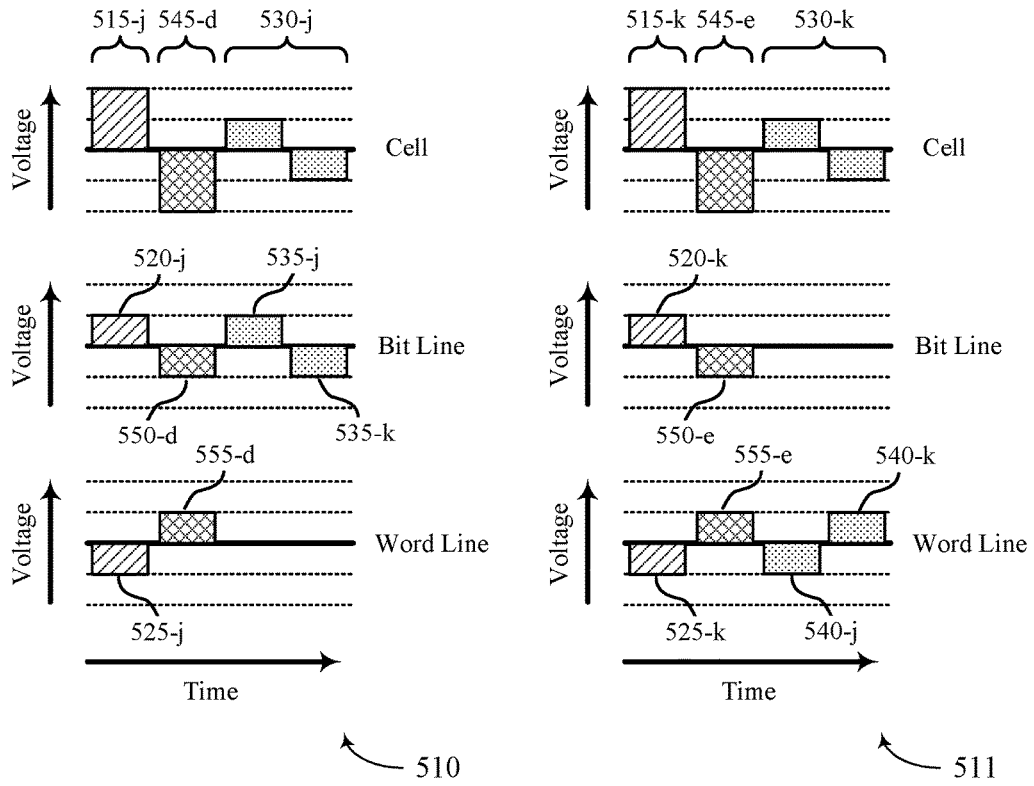 515-j 545-d 530-j
Voltage
Cell
520-j 535-j
Voltage
Bit Line
550-d 535-k
555-d
Voltage
Word Line
525-j
Time
510
515-k 545-e 530-k
Voltage
Cell
520-k
Voltage
Bit Line
550-e
555-e 540-k
Voltage
Word Line
525-k 540-j
Time
511